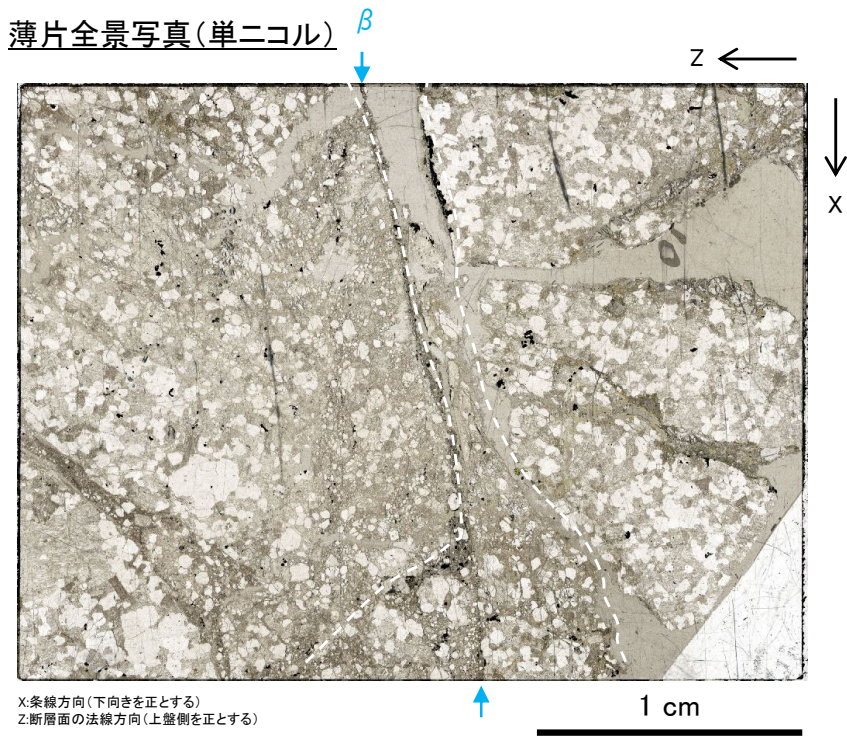 薄片全景写真(単ニコル)
β
Z
X
X:条線方向(下向きを正とする)
Z:断層面の法線方向(上盤側を正とする)
1 cm